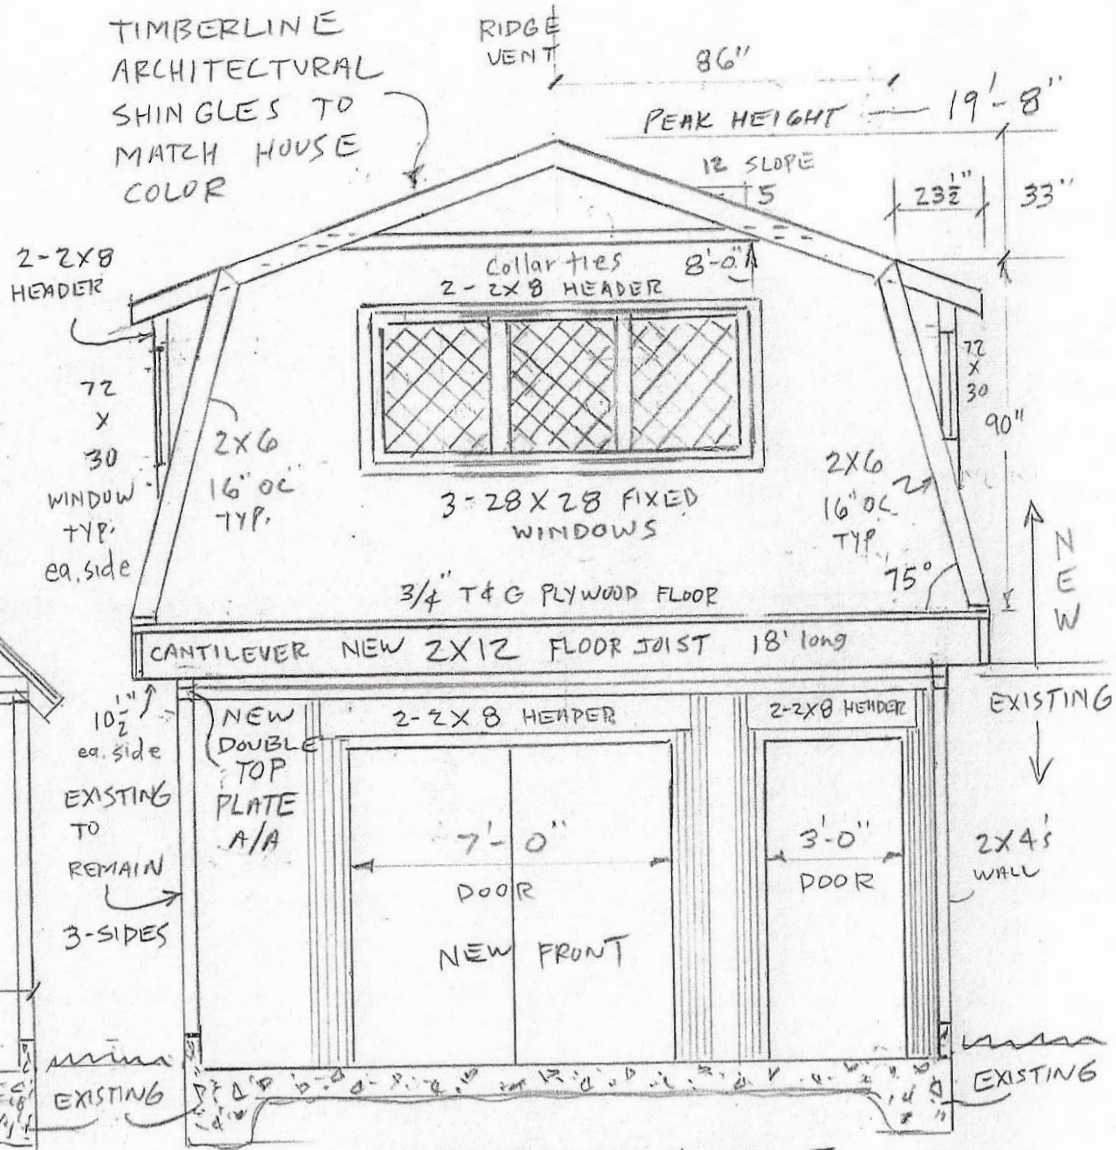 TIMBERLINE
ARCHITECTURAL
SHINGLES TO
MATCH HOUSE
COLOR
RIDGE
VENT
86"
PEAK HEIGHT
19'-8"
12 SLOPE
5
23½"
33"
2-2X8
HEADER
Collar ties
8'-0"
2-2X8 HEADER
72
X
30
WINDOW
TYP.
ea. side
2X6
16" OC
TYP.
72
X
30
90"
3-28X28 FIXED
WINDOWS
2X6
16" OC
TYP
75°
NEW
3/4" T&G PLYWOOD FLOOR
CANTILEVER NEW 2X12 FLOOR JOIST 18' long
10½"
ea. side
NEW
DOUBLE
TOP
PLATE
A/A
2-2X8 HEADER
2-2X8 HEADER
EXISTING
EXISTING
TO
REMAIN
3-SIDES
7'-0"
DOOR
3'-0"
DOOR
2X4's
WALL
NEW FRONT
EXISTING
EXISTING